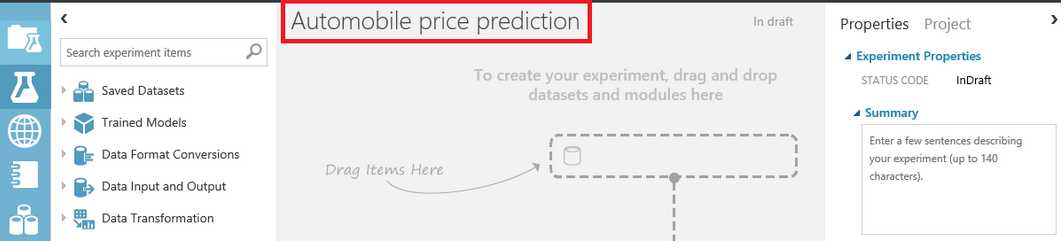 Automobile price prediction
In draft
Properties Project
Search experiment items
Experiment Properties
STATUS CODE InDraft
To create your experiment, drag and drop
datasets and modules here
Saved Datasets
Trained Models
Data Format Conversions
Data Input and Output
Data Transformation
Drag Items Here
Summary
Enter a few sentences describing
your experiment (up to 140
characters).